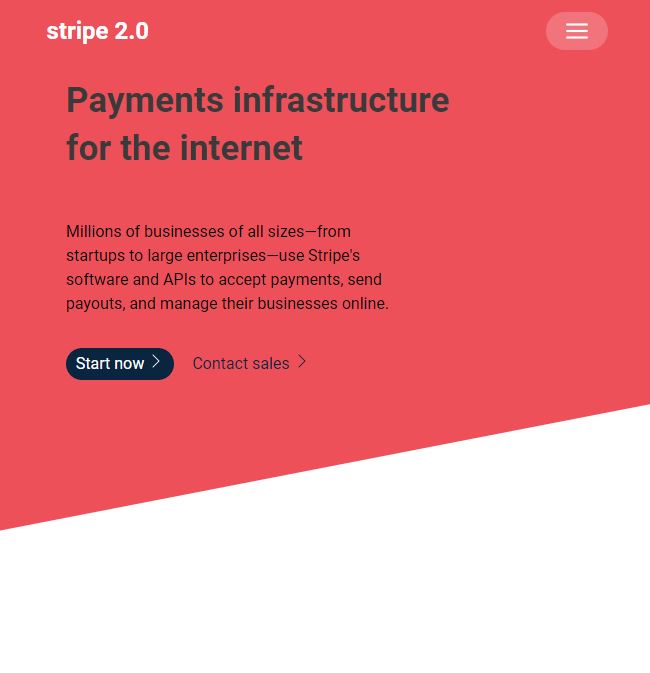 stripe 2.0
Payments infrastructure
for the internet
Millions of businesses of all sizes—from
startups to large enterprises—use Stripe's
software and APIs to accept payments, send
payouts, and manage their businesses online.
Start now
Contact sales